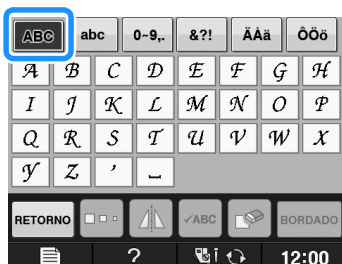 ABC abc 0~9,. &?! ÄÅä ÔÖö
A B C D E F G H
I J K L M N O P
Q R S T U V W X
Y Z ' ⎵
RETORNO ✓ABC BORDADO
? 12:00